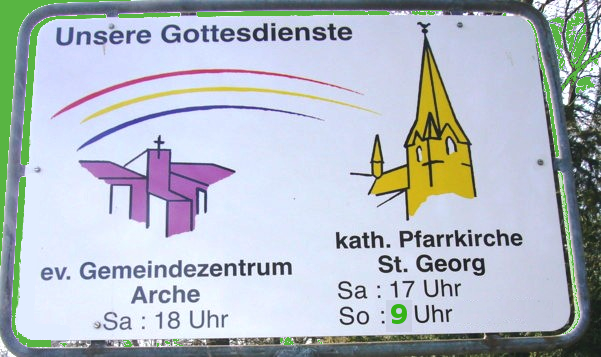 Unsere Gottesdienste
ev. Gemeindezentrum
Arche
Sa : 18 Uhr
kath. Pfarrkirche
St. Georg
Sa : 17 Uhr
So : 9 Uhr